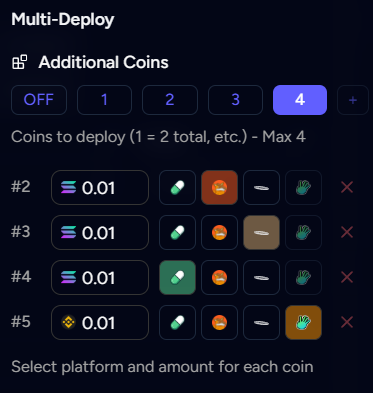 Multi-Deploy
Additional Coins
OFF 1 2 3 4 +
Coins to deploy (1 = 2 total, etc.) - Max 4
#2 0.01
#3 0.01
#4 0.01
#5 0.01
Select platform and amount for each coin